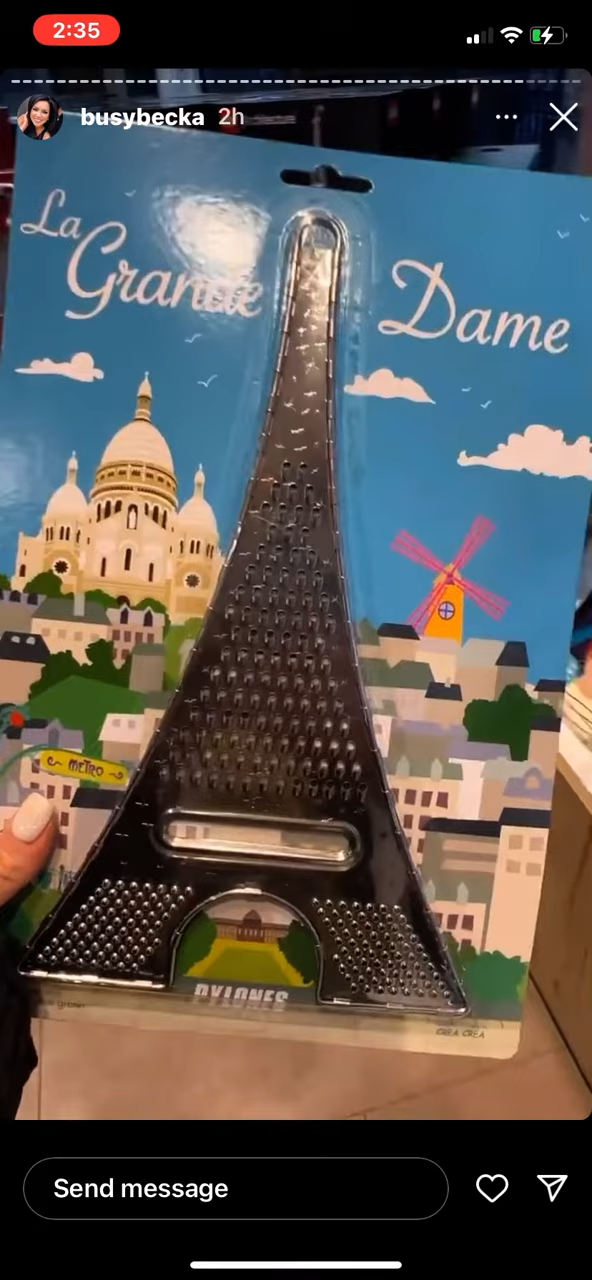 2:35
busybecka 2h
La
Grande Dame
METRO
PYLONES
CREA CREA
Send message